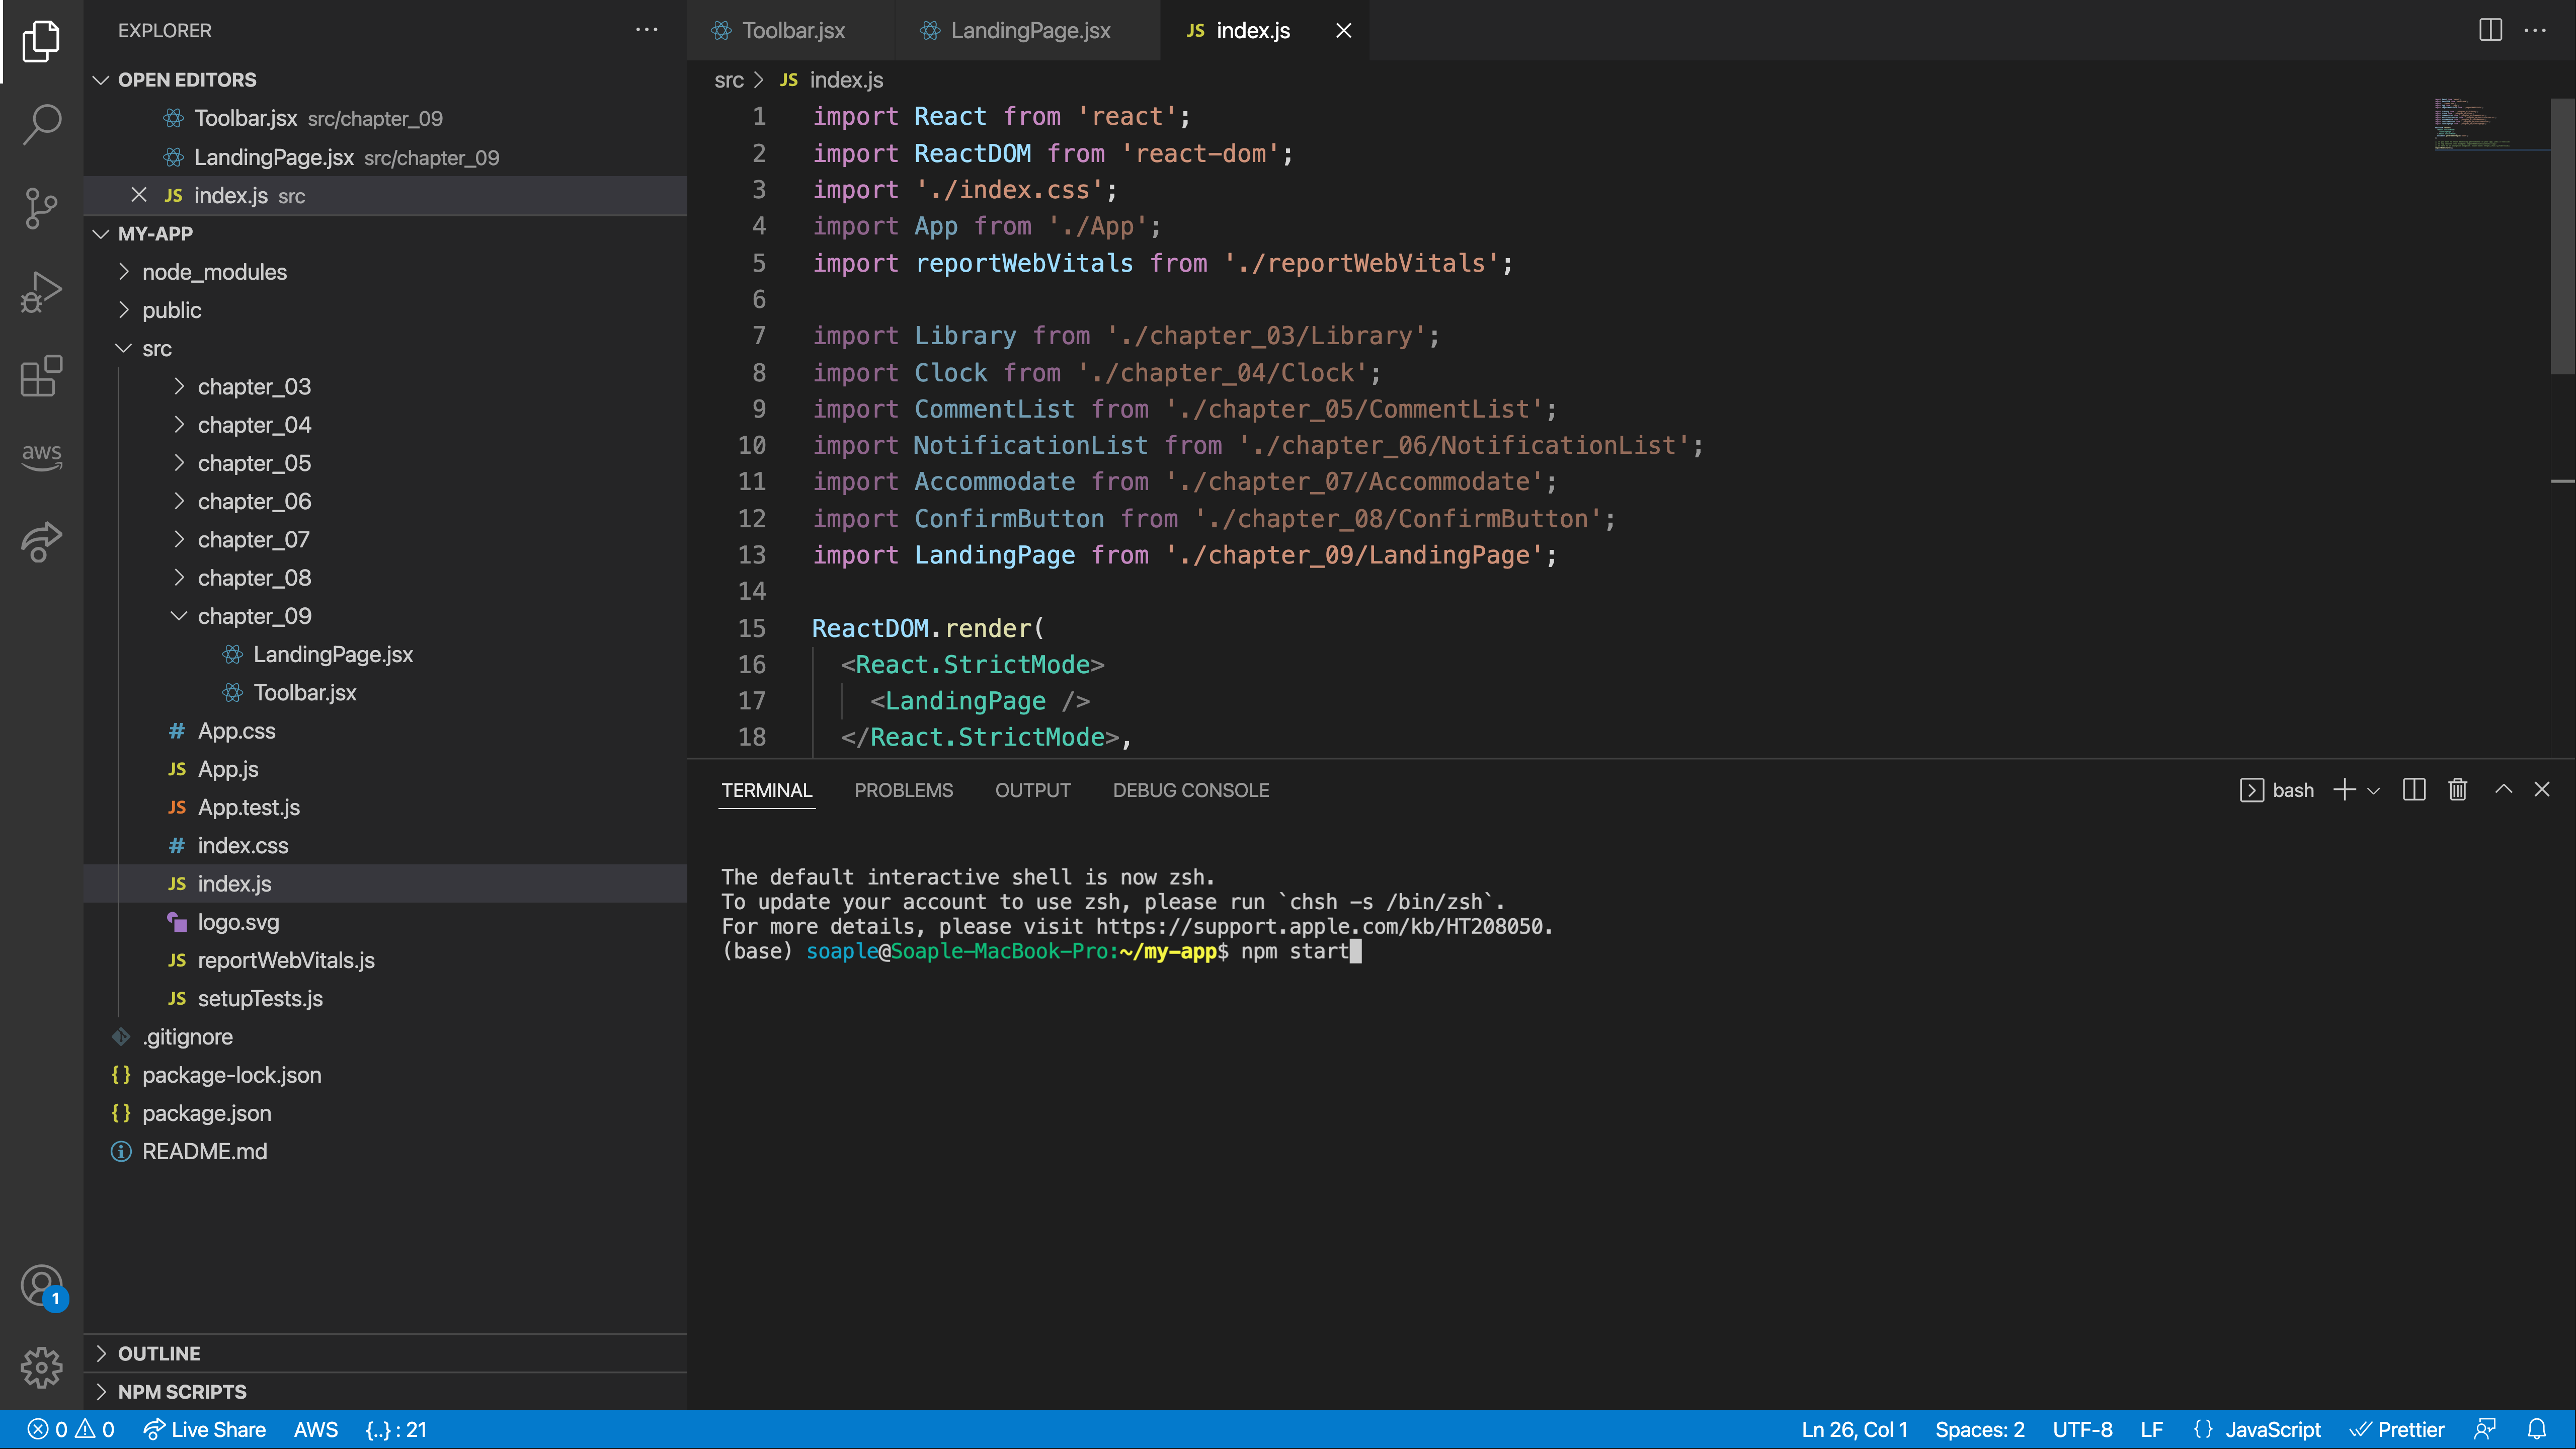 EXPLORER
OPEN EDITORS
Toolbar.jsx src/chapter_09
LandingPage.jsx src/chapter_09
JS index.js src
MY-APP
node_modules
public
src
chapter_03
chapter_04
chapter_05
chapter_06
chapter_07
chapter_08
chapter_09
LandingPage.jsx
Toolbar.jsx
# App.css
JS App.js
JS App.test.js
# index.css
JS index.js
logo.svg
JS reportWebVitals.js
JS setupTests.js
.gitignore
{} package-lock.json
{} package.json
README.md
OUTLINE
NPM SCRIPTS
aws
1
Toolbar.jsx LandingPage.jsx JS index.js
src > JS index.js
1 import React from 'react';
2 import ReactDOM from 'react-dom';
3 import './index.css';
4 import App from './App';
5 import reportWebVitals from './reportWebVitals';
6
7 import Library from './chapter_03/Library';
8 import Clock from './chapter_04/Clock';
9 import CommentList from './chapter_05/CommentList';
10 import NotificationList from './chapter_06/NotificationList';
11 import Accommodate from './chapter_07/Accommodate';
12 import ConfirmButton from './chapter_08/ConfirmButton';
13 import LandingPage from './chapter_09/LandingPage';
14
15 ReactDOM.render(
16 <React.StrictMode>
17 <LandingPage />
18 </React.StrictMode>,
TERMINAL PROBLEMS OUTPUT DEBUG CONSOLE bash
The default interactive shell is now zsh.
To update your account to use zsh, please run `chsh -s /bin/zsh`.
For more details, please visit https://support.apple.com/kb/HT208050.
(base) soaple@Soaple-MacBook-Pro:~/my-app$ npm start
0 0 Live Share AWS {..} : 21 Ln 26, Col 1 Spaces: 2 UTF-8 LF {} JavaScript Prettier